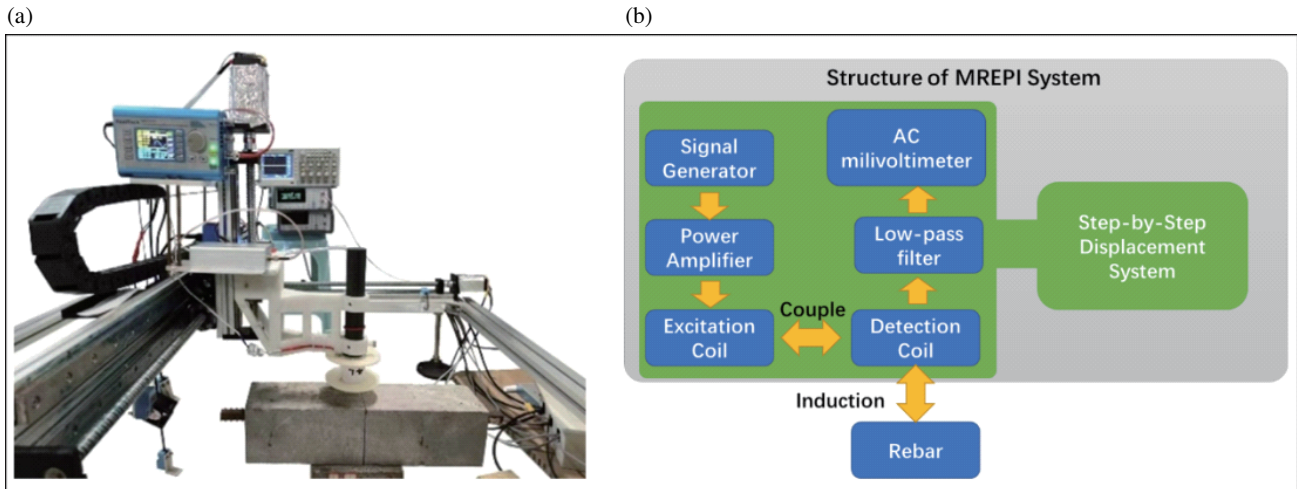 (a)
(b)
Structure of MREPI System
Signal
Generator
Power
Amplifier
Excitation
Coil
Couple
AC
milivoltimeter
Low-pass
filter
Detection
Coil
Induction
Rebar
Step-by-Step
Displacement
System